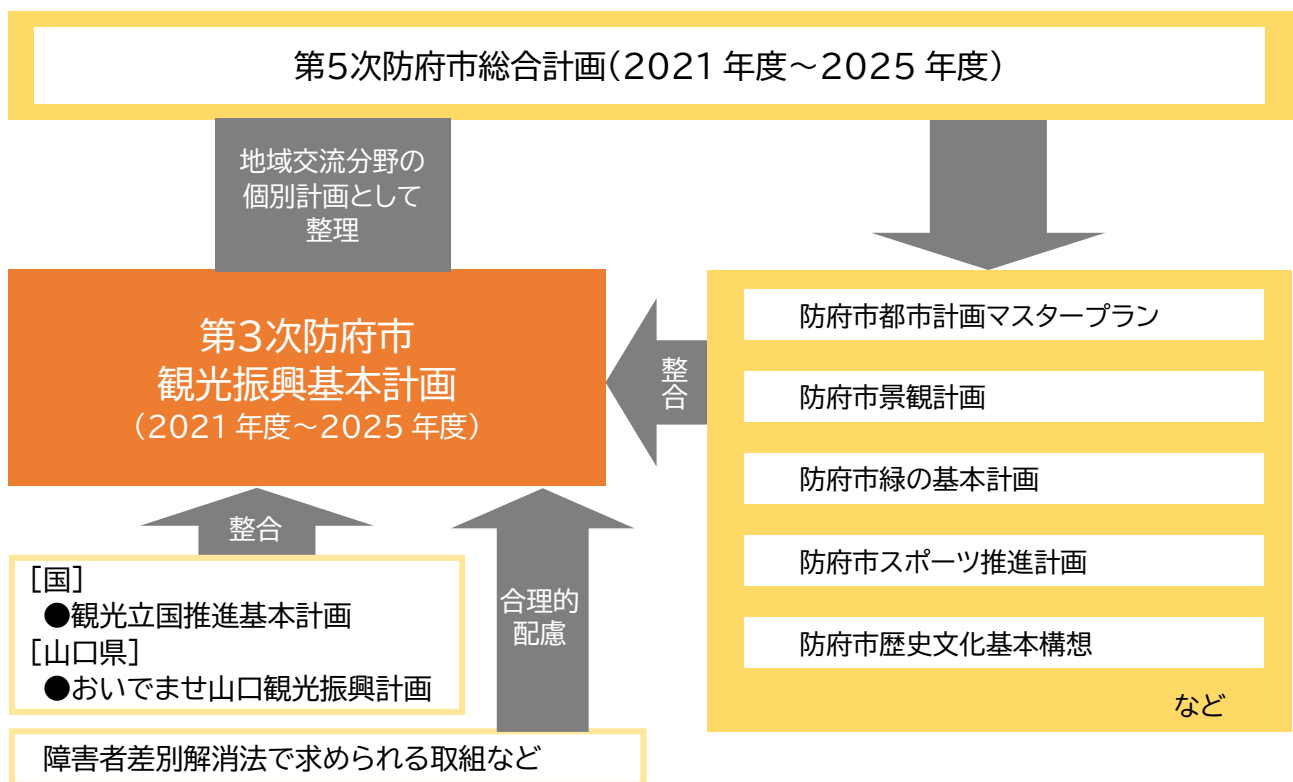 第5次防府市総合計画(2021 年度~2025 年度)
地域交流分野の
個別計画として
整理
第3次防府市
観光振興基本計画
(2021 年度~2025 年度)
整合
防府市都市計画マスタープラン
防府市景観計画
防府市緑の基本計画
防府市スポーツ推進計画
防府市歴史文化基本構想
など
整合
[国]
●観光立国推進基本計画
[山口県]
●おいでませ山口観光振興計画
合理的
配慮
障害者差別解消法で求められる取組など